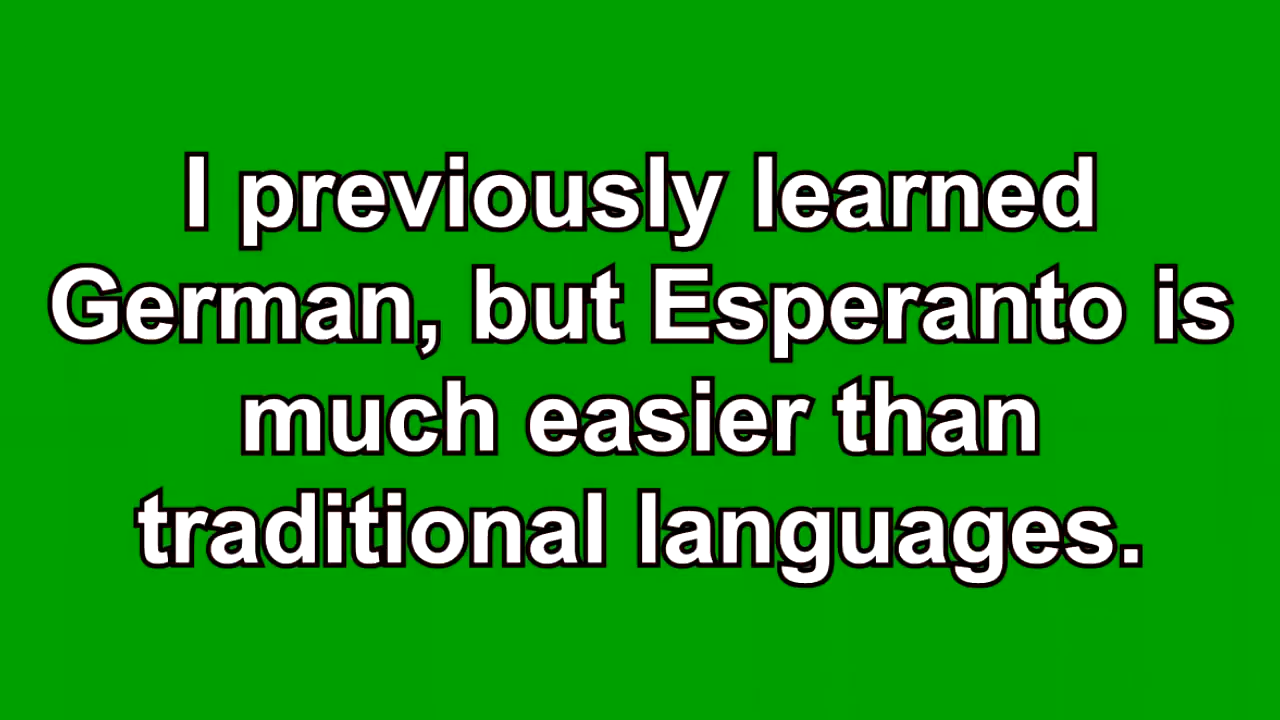 I previously learned
German, but Esperanto is
much easier than
traditional languages.